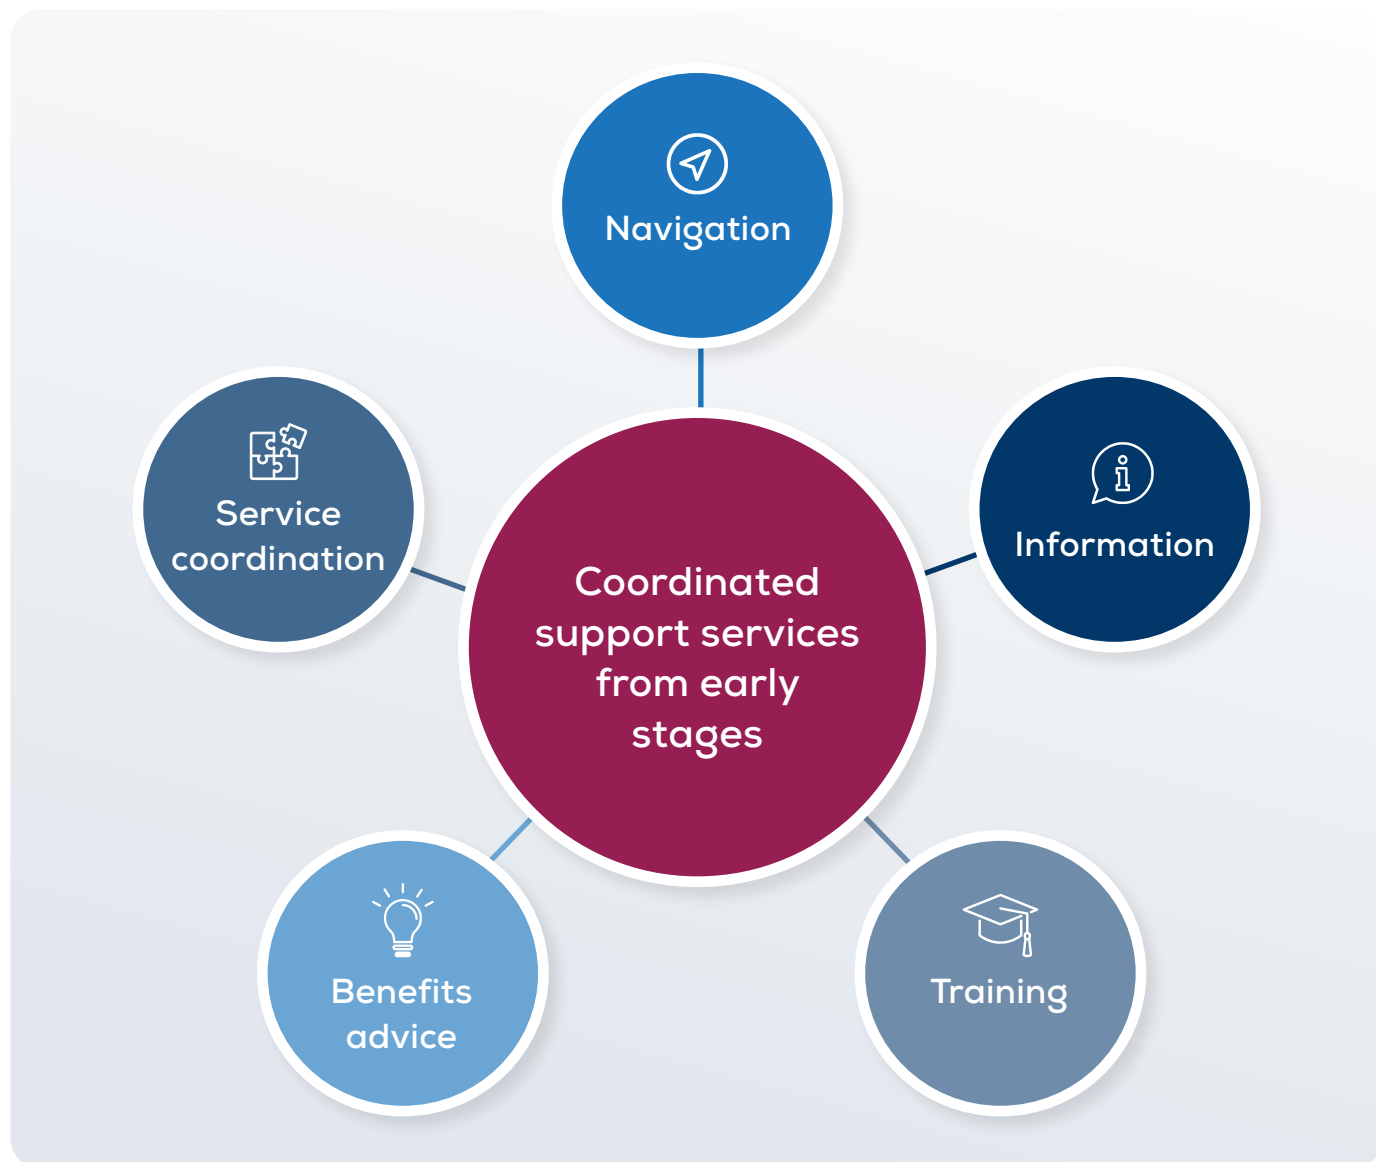 Navigation
Service
coordination
Information
Coordinated
support services
from early
stages
Benefits
advice
Training